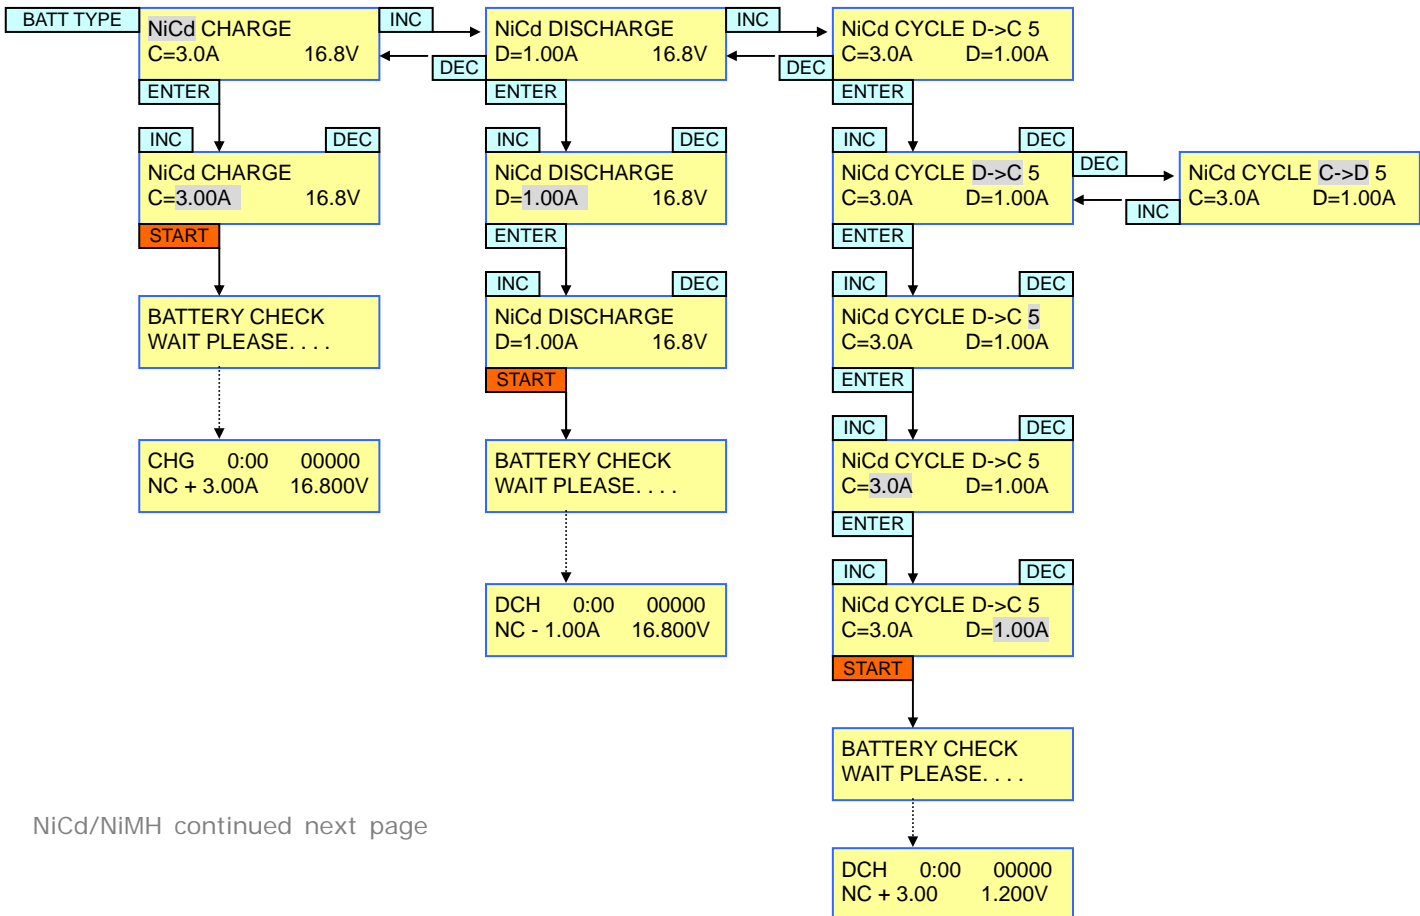 BATT TYPE
NiCd CHARGE
C=3.0A 16.8V
INC
DEC
NiCd DISCHARGE
D=1.00A 16.8V
INC
DEC
NiCd CYCLE D->C 5
C=3.0A D=1.00A
ENTER
ENTER
ENTER
INC DEC
NiCd CHARGE
C=3.00A 16.8V
START
INC DEC
NiCd DISCHARGE
D=1.00A 16.8V
ENTER
INC DEC
NiCd CYCLE D->C 5
C=3.0A D=1.00A
ENTER
DEC
INC
NiCd CYCLE C->D 5
C=3.0A D=1.00A
BATTERY CHECK
WAIT PLEASE. . . .
INC DEC
NiCd DISCHARGE
D=1.00A 16.8V
START
INC DEC
NiCd CYCLE D->C 5
C=3.0A D=1.00A
ENTER
CHG 0:00 00000
NC + 3.00A 16.800V
BATTERY CHECK
WAIT PLEASE. . . .
INC DEC
NiCd CYCLE D->C 5
C=3.0A D=1.00A
ENTER
DCH 0:00 00000
NC - 1.00A 16.800V
INC DEC
NiCd CYCLE D->C 5
C=3.0A D=1.00A
START
BATTERY CHECK
WAIT PLEASE. . . .
NiCd/NiMH continued next page
DCH 0:00 00000
NC + 3.00 1.200V